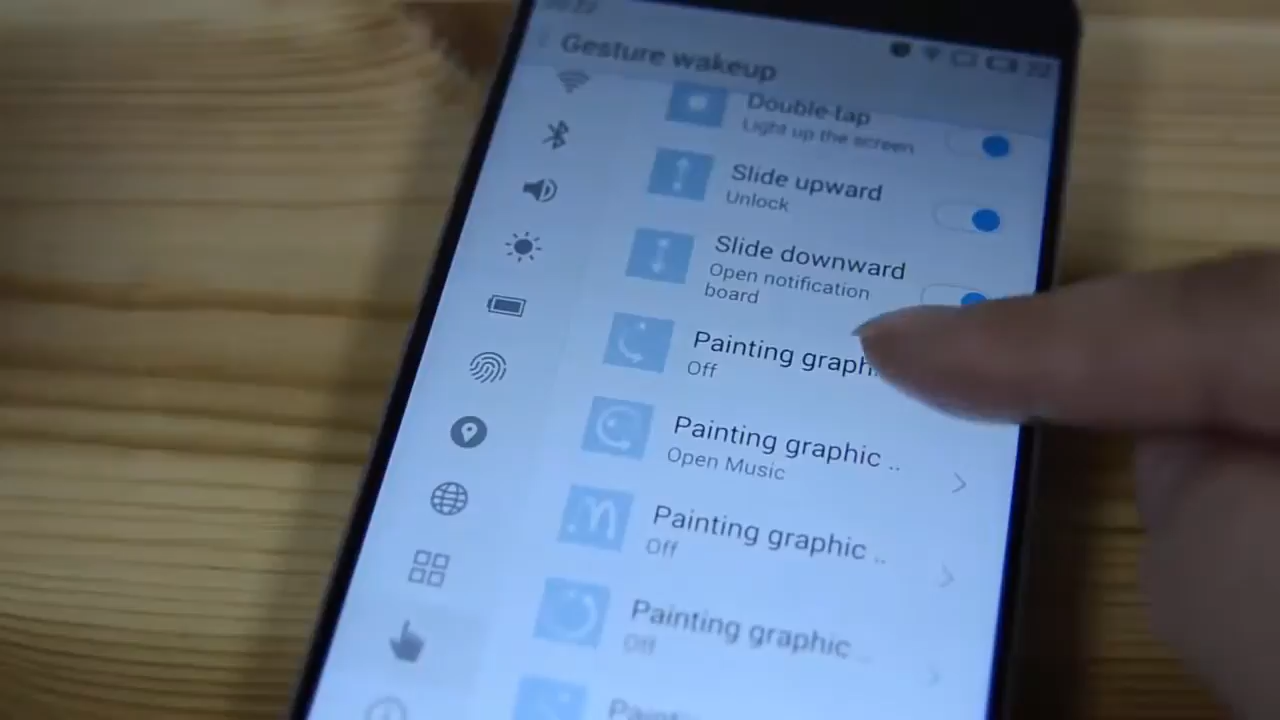 Gesture wakeup
Double-tap
Light up the screen
Slide upward
Unlock
Slide downward
Open notification
board
Painting graph
Off
Painting graphic ..
Open Music
Painting graphic ..
Off
Painting graphic ..
Off